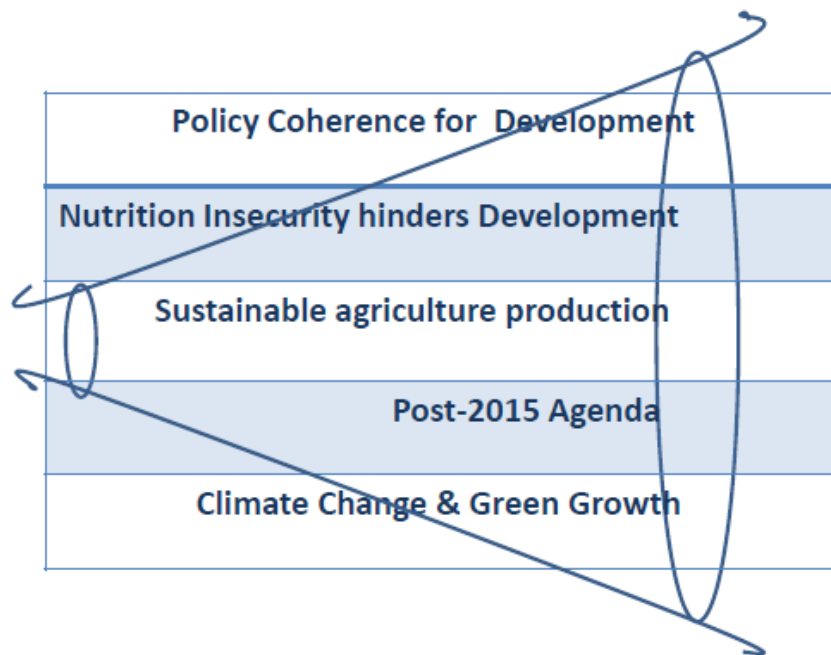 Policy Coherence for  Development
Nutrition Insecurity hinders Development
Sustainable agriculture production
Post-2015 Agenda
Climate Change & Green Growth